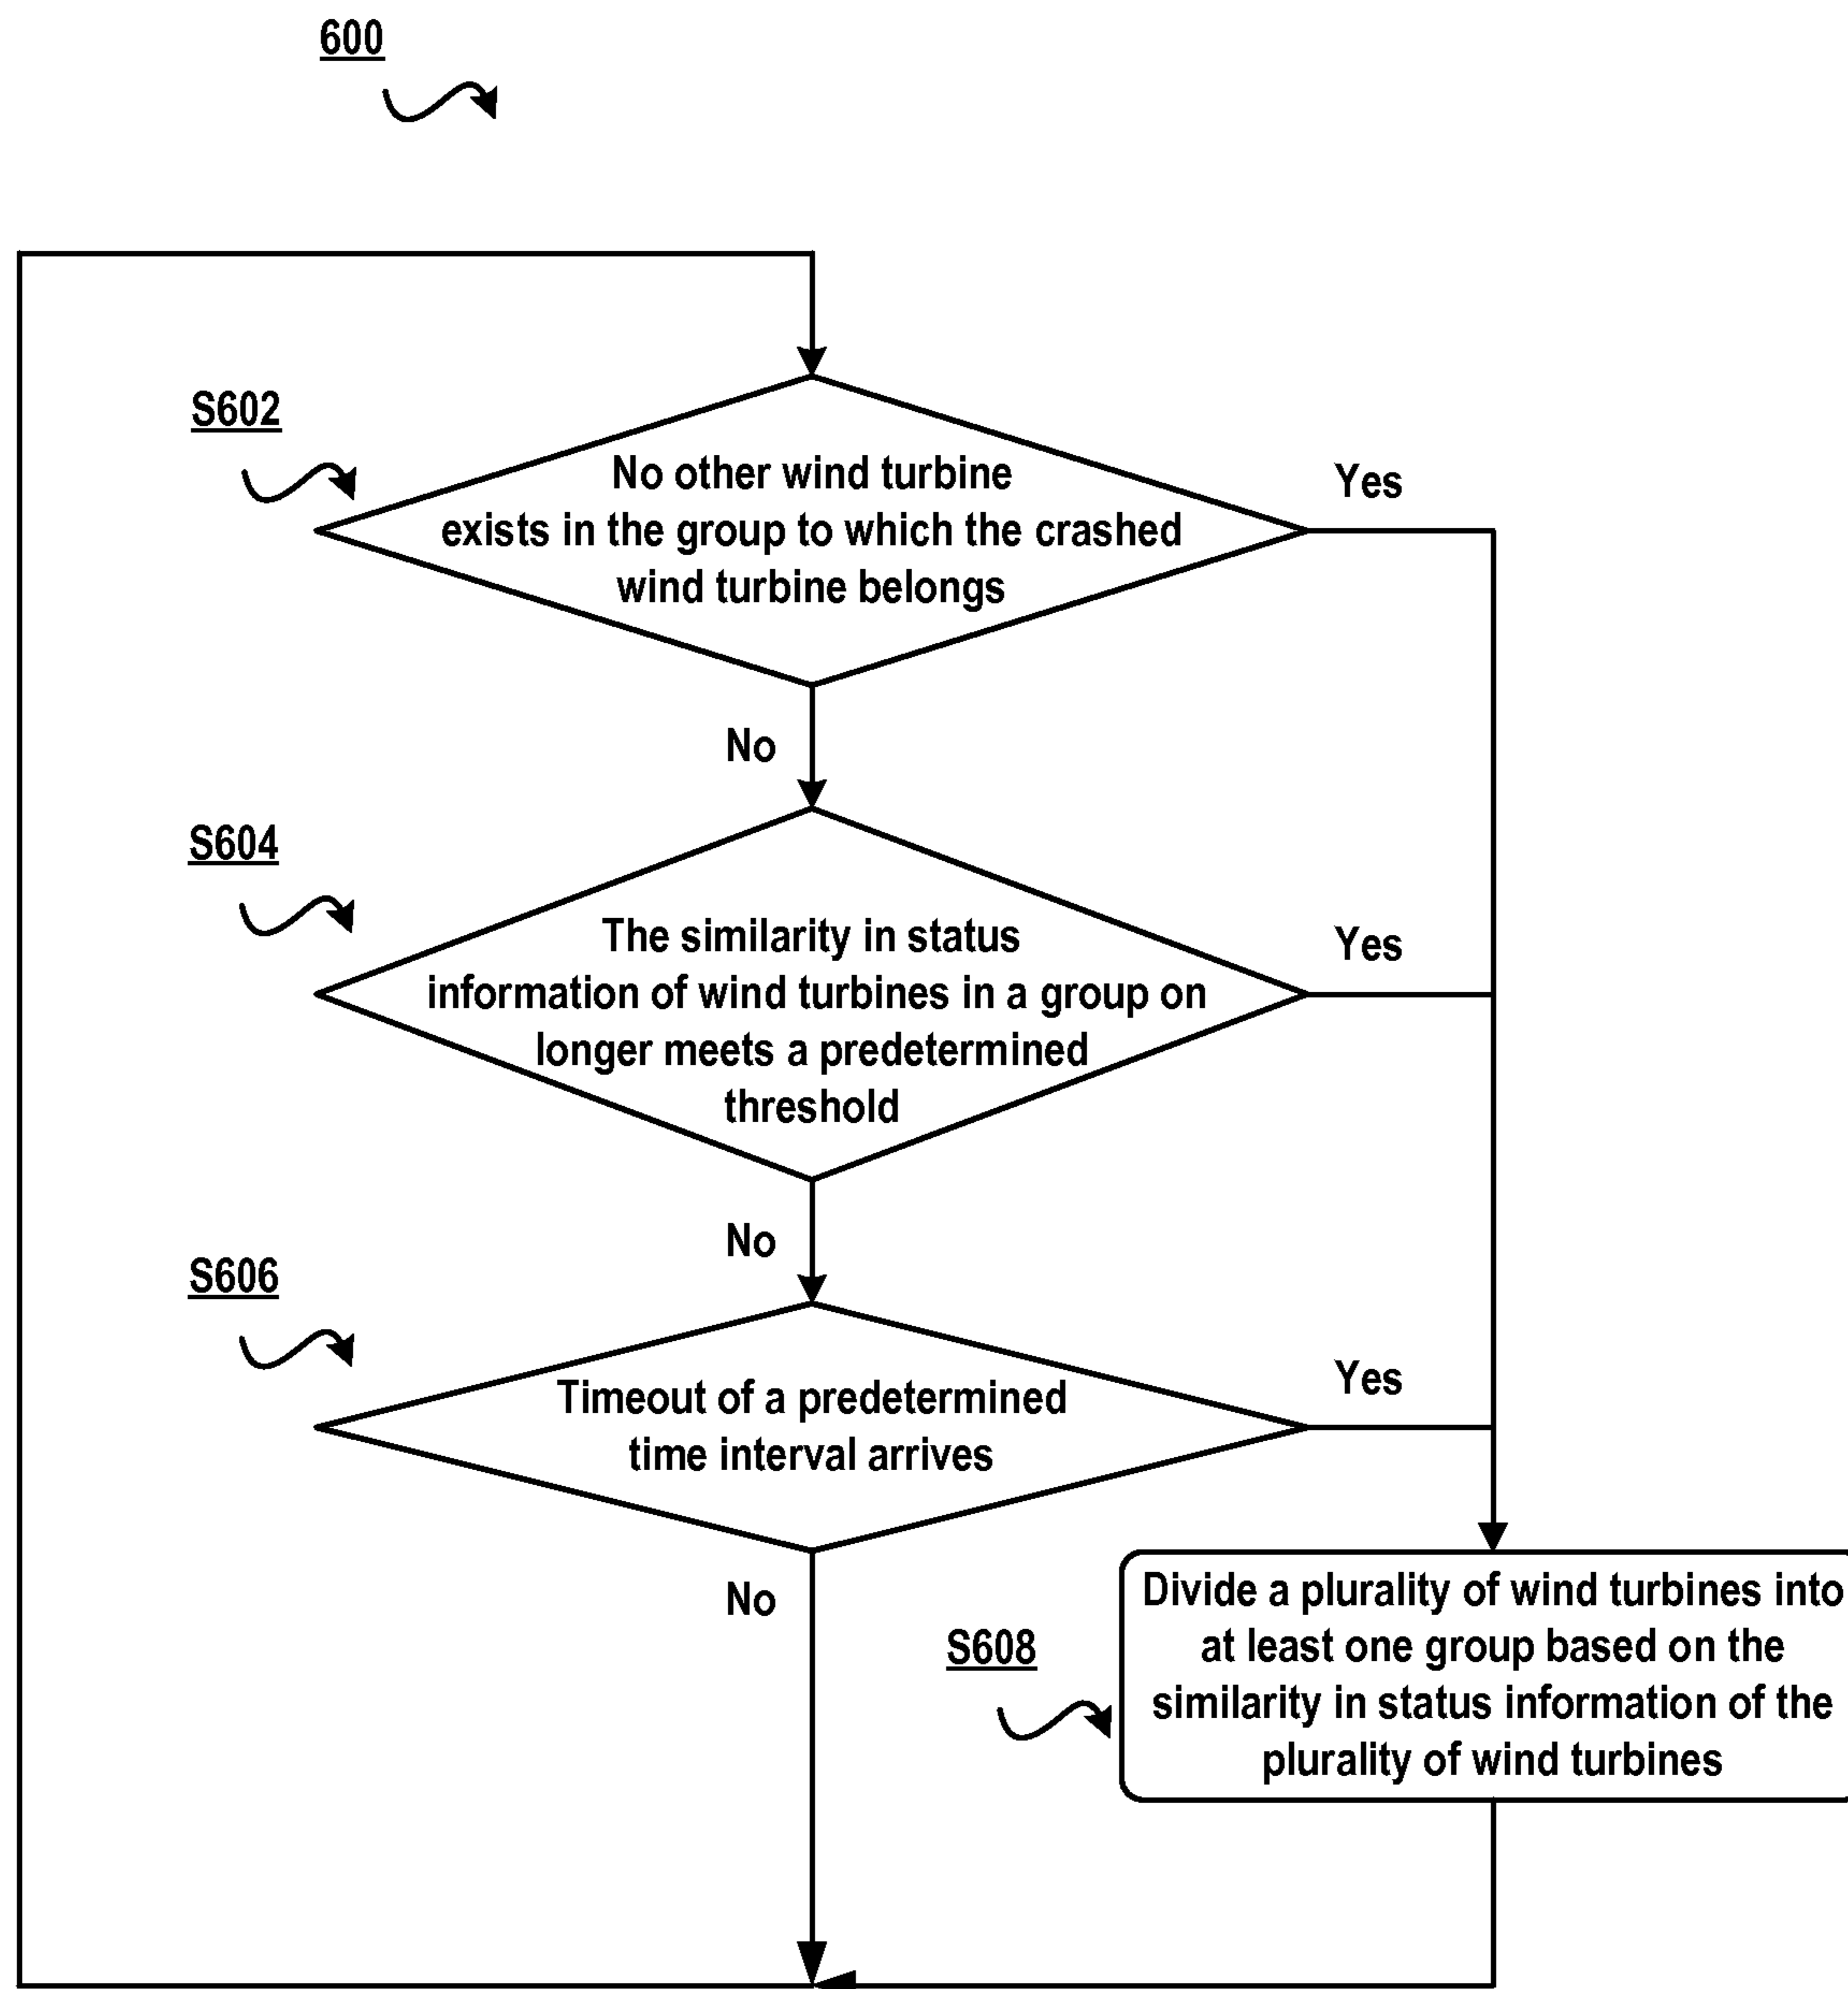 600
S602
No other wind turbine
exists in the group to which the crashed
wind turbine belongs
Yes
No
S604
The similarity in status
information of wind turbines in a group on
longer meets a predetermined
threshold
Yes
No
S606
Timeout of a predetermined
time interval arrives
Yes
No
S608
Divide a plurality of wind turbines into
at least one group based on the
similarity in status information of the
plurality of wind turbines